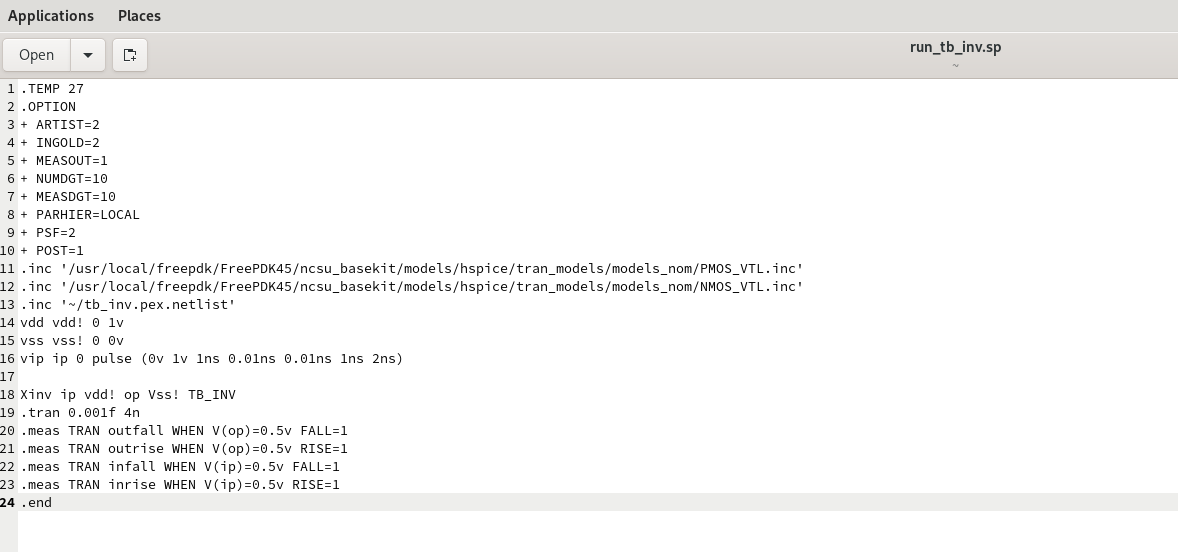 Applications Places
Open
run_tb_inv.sp
~
1 .TEMP 27
2 .OPTION
3 + ARTIST=2
4 + INGOLD=2
5 + MEASOUT=1
6 + NUMDGT=10
7 + MEASDGT=10
8 + PARHIER=LOCAL
9 + PSF=2
10 + POST=1
11 .inc '/usr/local/freepdk/FreePDK45/ncsu_basekit/models/hspice/tran_models/models_nom/PMOS_VTL.inc'
12 .inc '/usr/local/freepdk/FreePDK45/ncsu_basekit/models/hspice/tran_models/models_nom/NMOS_VTL.inc'
13 .inc '~/tb_inv.pex.netlist'
14 vdd vdd! 0 1v
15 vss vss! 0 0v
16 vip ip 0 pulse (0v 1v 1ns 0.01ns 0.01ns 1ns 2ns)
17
18 Xinv ip vdd! op Vss! TB_INV
19 .tran 0.001f 4n
20 .meas TRAN outfall WHEN V(op)=0.5v FALL=1
21 .meas TRAN outrise WHEN V(op)=0.5v RISE=1
22 .meas TRAN infall WHEN V(ip)=0.5v FALL=1
23 .meas TRAN inrise WHEN V(ip)=0.5v RISE=1
24 .end